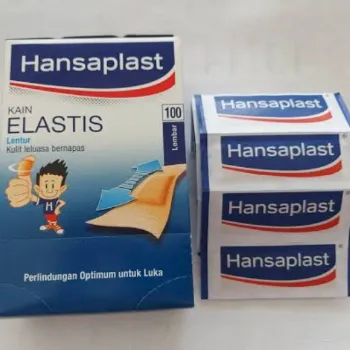 Hansaplast
KAIN
ELASTIS
Lentur
Kulit leluasa bernapas
100
Lembar
H
Perlindungan Optimum untuk Luka
Hansaplast
Hansaplast
Hansaplast
Hansaplast